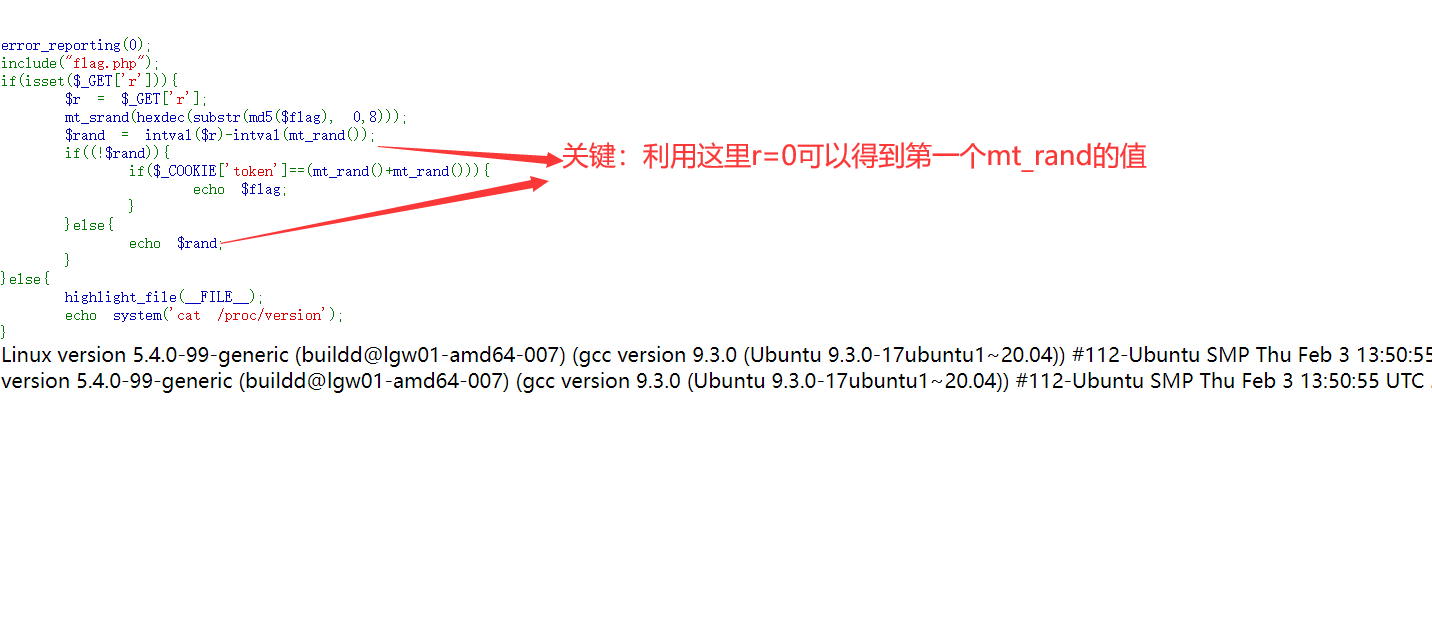 error_reporting(0);
include("flag.php");
if(isset($_GET['r'])){
$r = $_GET['r'];
mt_srand(hexdec(substr(md5($flag), 0,8)));
$rand = intval($r)-intval(mt_rand());
if((!$rand)){
关键：利用这里r=0可以得到第一个mt_rand的值
if($_COOKIE['token']==(mt_rand()+mt_rand())){
echo $flag;
}
}else{
echo $rand;
}
}else{
highlight_file(__FILE__);
echo system('cat /proc/version');
}
Linux version 5.4.0-99-generic (buildd@lgw01-amd64-007) (gcc version 9.3.0 (Ubuntu 9.3.0-17ubuntu1~20.04)) #112-Ubuntu SMP Thu Feb 3 13:50:55
version 5.4.0-99-generic (buildd@lgw01-amd64-007) (gcc version 9.3.0 (Ubuntu 9.3.0-17ubuntu1~20.04)) #112-Ubuntu SMP Thu Feb 3 13:50:55 UTC